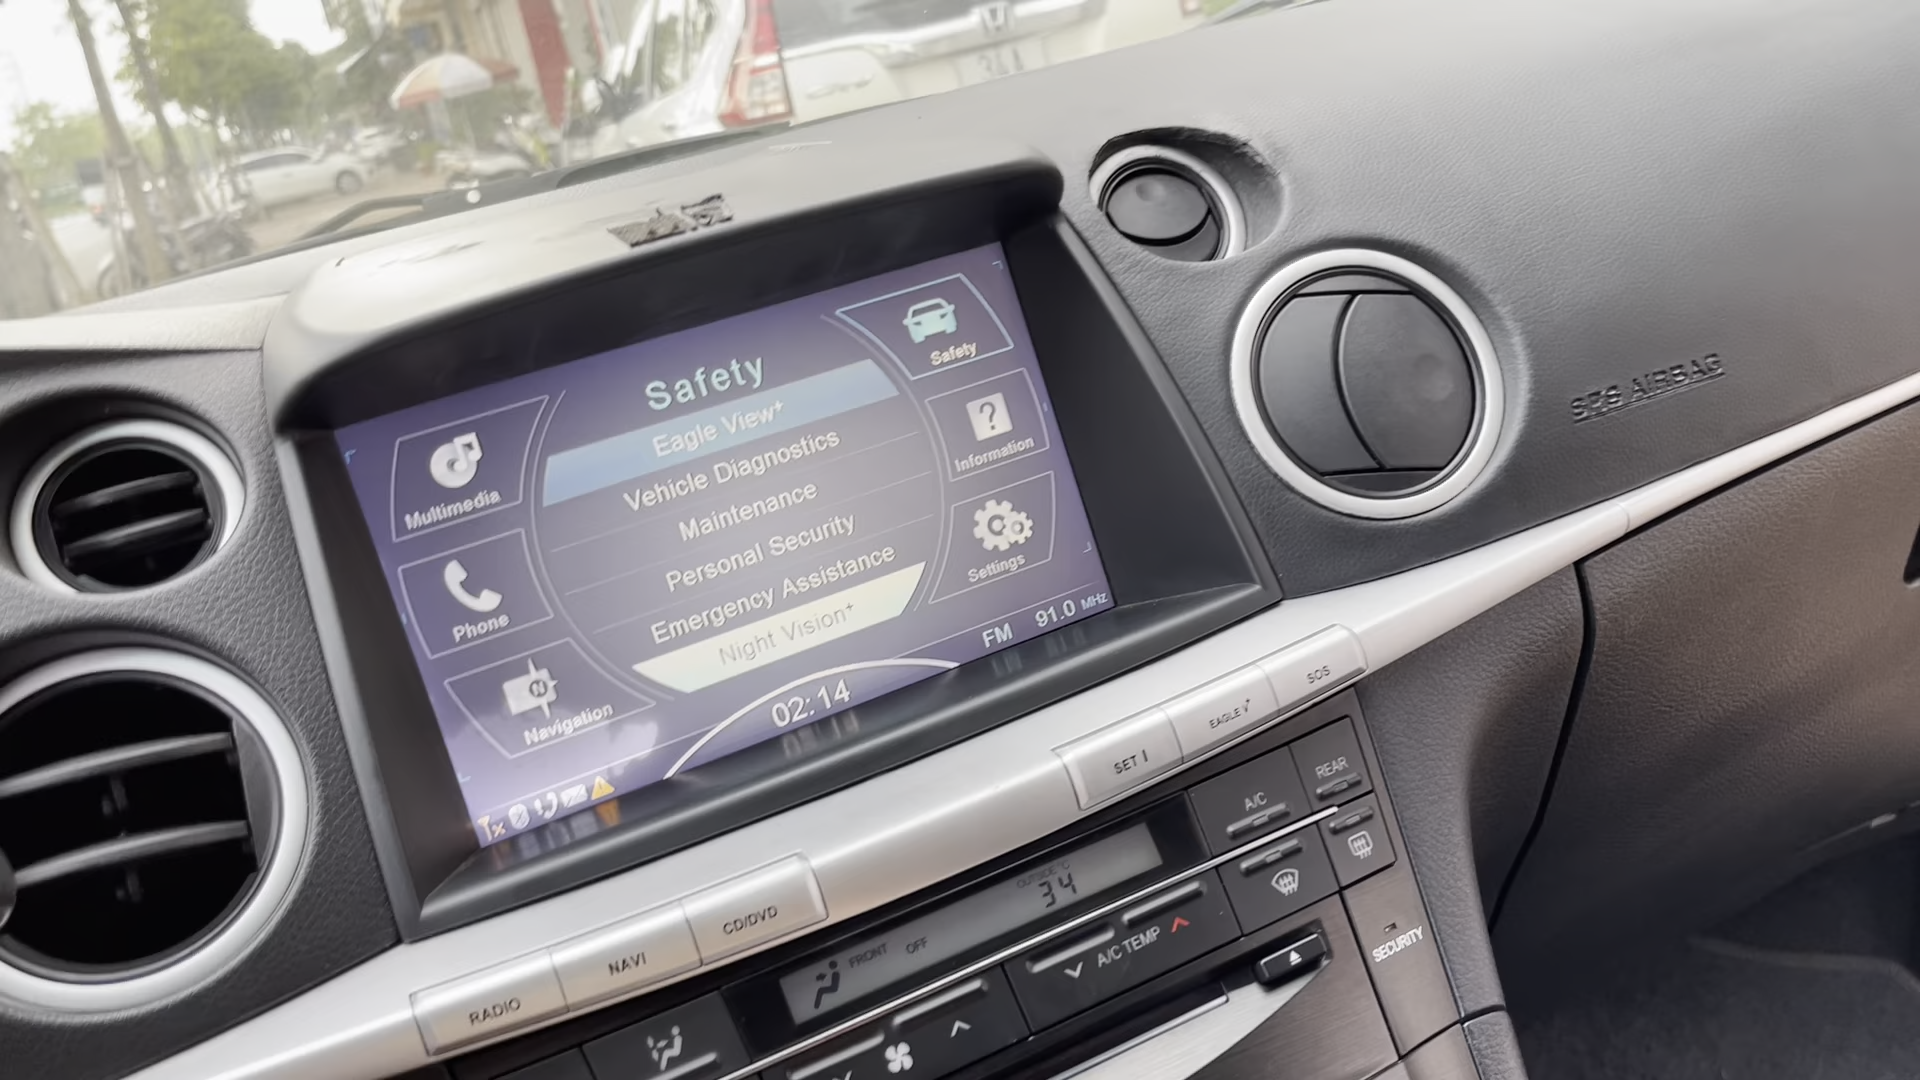 34A
SRS AIRBAG
Safety
Eagle View+
Vehicle Diagnostics
Maintenance
Personal Security
Emergency Assistance
Night Vision+
Multimedia
Phone
Navigation
Safety
?
Information
Settings
02:14
FM 91.0 MHz
RADIO
NAVI
CD/DVD
SET
EAGLE V+
SOS
A/C
REAR
OUTSIDE °C
34
FRONT OFF
A/C TEMP
SECURITY